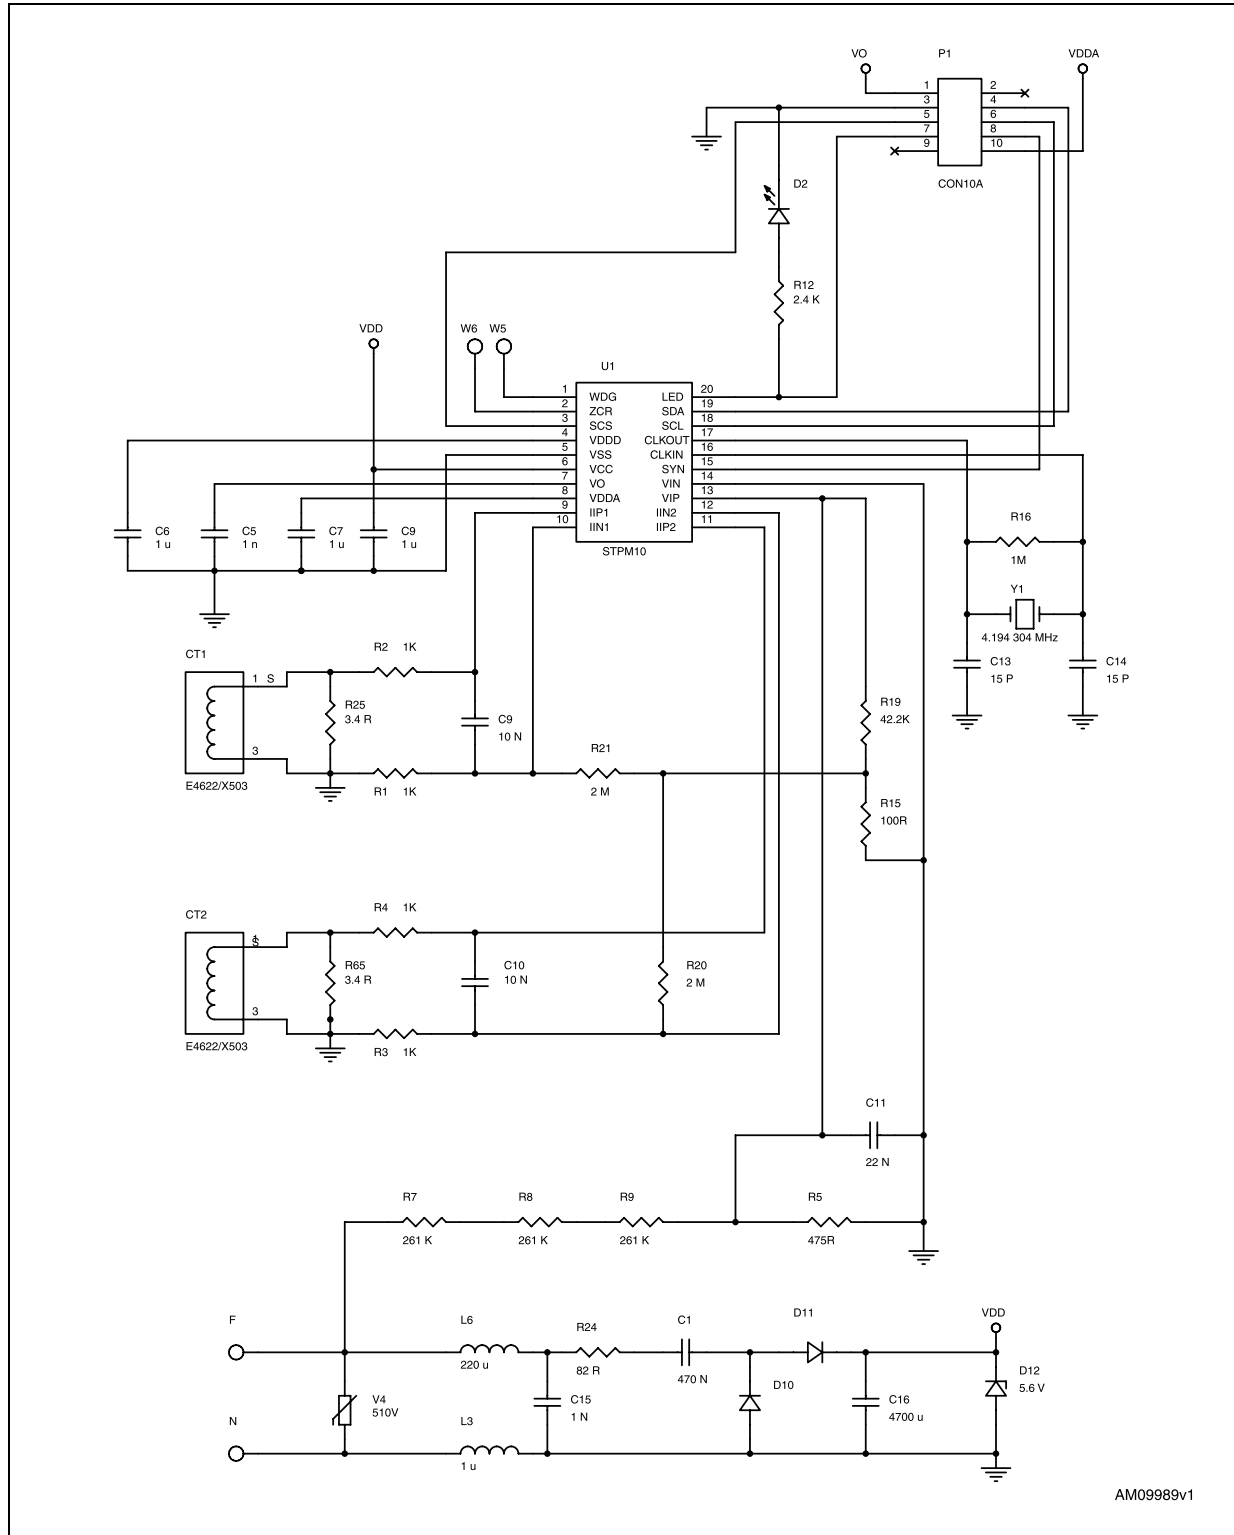 VO P1 VDDA
1 2
3 4
5 6
7 8
9 10
CON10A
D2
R12
2.4 K
VDD W6 W5
U1
1 WDG LED 20
2 ZCR SDA 19
3 SCS SCL 18
4 VDDD CLKOUT 17
5 VSS CLKIN 16
6 VCC SYN 15
7 VO VIN 14
8 VDDA VIP 13
9 IIP1 IIN2 12
10 IIN1 IIP2 11
STPM10
C6
1 u
C5
1 n
C7
1 u
C9
1 u
R16
1M
Y1
4.194 304 MHz
C13
15 P
C14
15 P
CT1
1 S
3
E4622/X503
R2 1K
R25
3.4 R
R1 1K
C9
10 N
R21
2 M
R19
42.2K
R15
100R
CT2
1
S
3
E4622/X503
R4 1K
R65
3.4 R
R3 1K
C10
10 N
R20
2 M
C11
22 N
R7
261 K
R8
261 K
R9
261 K
R5
475R
F
N
V4
510V
L6
220 u
L3
1 u
R24
82 R
C15
1 N
C1
470 N
D10
D11
C16
4700 u
VDD
D12
5.6 V
AM09989v1